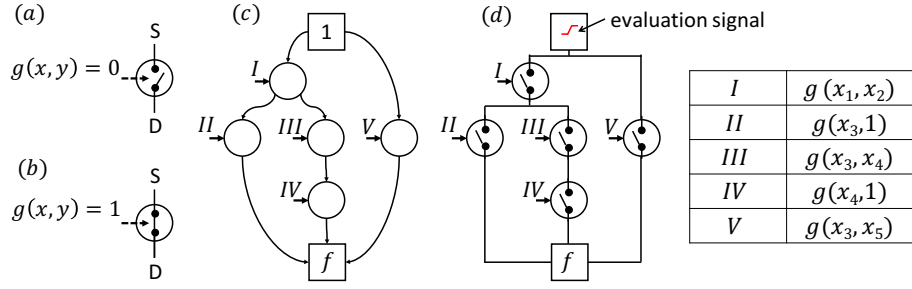 (a)
S
g(x, y) = 0
D
(b)
S
g(x, y) = 1
D
(c)
1
I
II
III
V
IV
f
(d)
evaluation signal
I
II
III
V
IV
f
I g(x₁, x₂)
II g(x₃,1)
III g(x₃, x₄)
IV g(x₄,1)
V g(x₃, x₅)